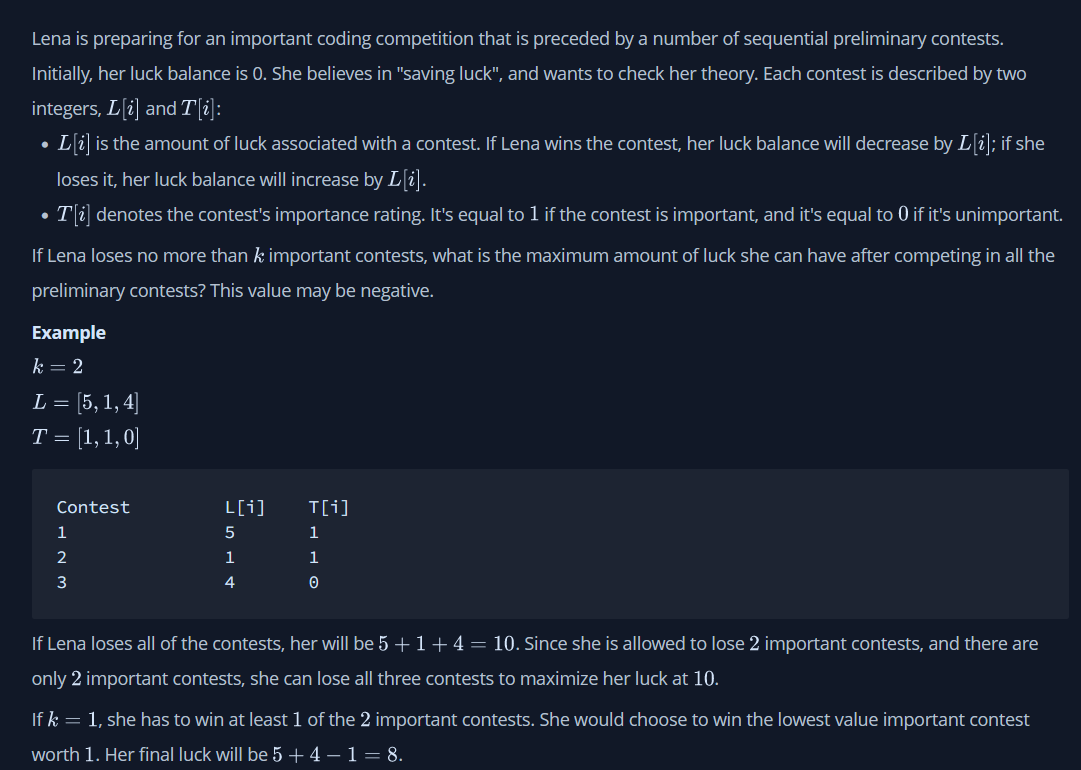 Lena is preparing for an important coding competition that is preceded by a number of sequential preliminary contests.
Initially, her luck balance is 0. She believes in "saving luck", and wants to check her theory. Each contest is described by two
integers, L[i] and T[i]:
• L[i] is the amount of luck associated with a contest. If Lena wins the contest, her luck balance will decrease by L[i]; if she
loses it, her luck balance will increase by L[i].
• T[i] denotes the contest's importance rating. It's equal to 1 if the contest is important, and it's equal to 0 if it's unimportant.
If Lena loses no more than k important contests, what is the maximum amount of luck she can have after competing in all the
preliminary contests? This value may be negative.
Example
k = 2
L = [5, 1, 4]
T = [1, 1, 0]
Contest L[i] T[i]
1 5 1
2 1 1
3 4 0
If Lena loses all of the contests, her will be 5 + 1 + 4 = 10. Since she is allowed to lose 2 important contests, and there are
only 2 important contests, she can lose all three contests to maximize her luck at 10.
If k = 1, she has to win at least 1 of the 2 important contests. She would choose to win the lowest value important contest
worth 1. Her final luck will be 5 + 4 − 1 = 8.